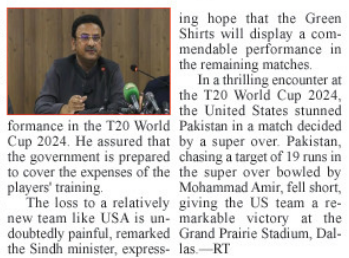 formance in the T20 World
Cup 2024. He assured that
the government is prepared
to cover the expenses of the
players' training.
The loss to a relatively
new team like USA is un-
doubtedly painful, remarked
the Sindh minister, express-
ing hope that the Green
Shirts will display a com-
mendable performance in
the remaining matches.
In a thrilling encounter at
the T20 World Cup 2024,
the United States stunned
Pakistan in a match decided
by a super over. Pakistan,
chasing a target of 19 runs in
the super over bowled by
Mohammad Amir, fell short,
giving the US team a re-
markable victory at the
Grand Prairie Stadium, Dal-
las.—RT